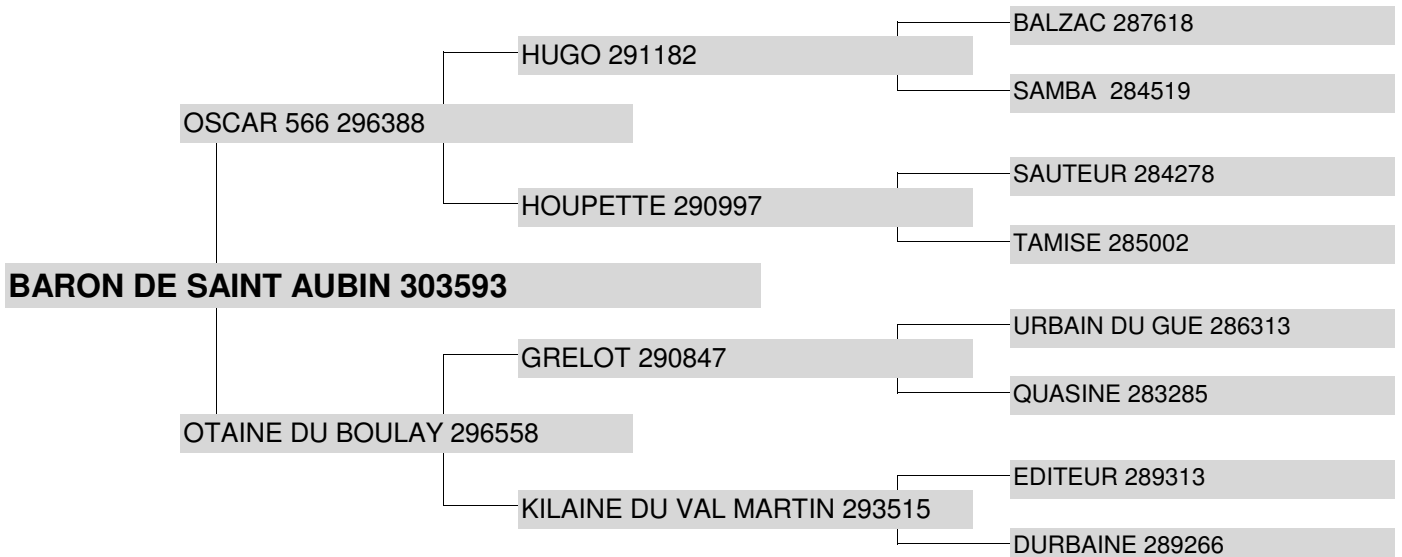 BALZAC 287618
HUGO 291182
SAMBA  284519
OSCAR 566 296388
SAUTEUR 284278
HOUPETTE 290997
TAMISE 285002
BARON DE SAINT AUBIN 303593
URBAIN DU GUE 286313
GRELOT 290847
QUASINE 283285
OTAINE DU BOULAY 296558
EDITEUR 289313
KILAINE DU VAL MARTIN 293515
DURBAINE 289266